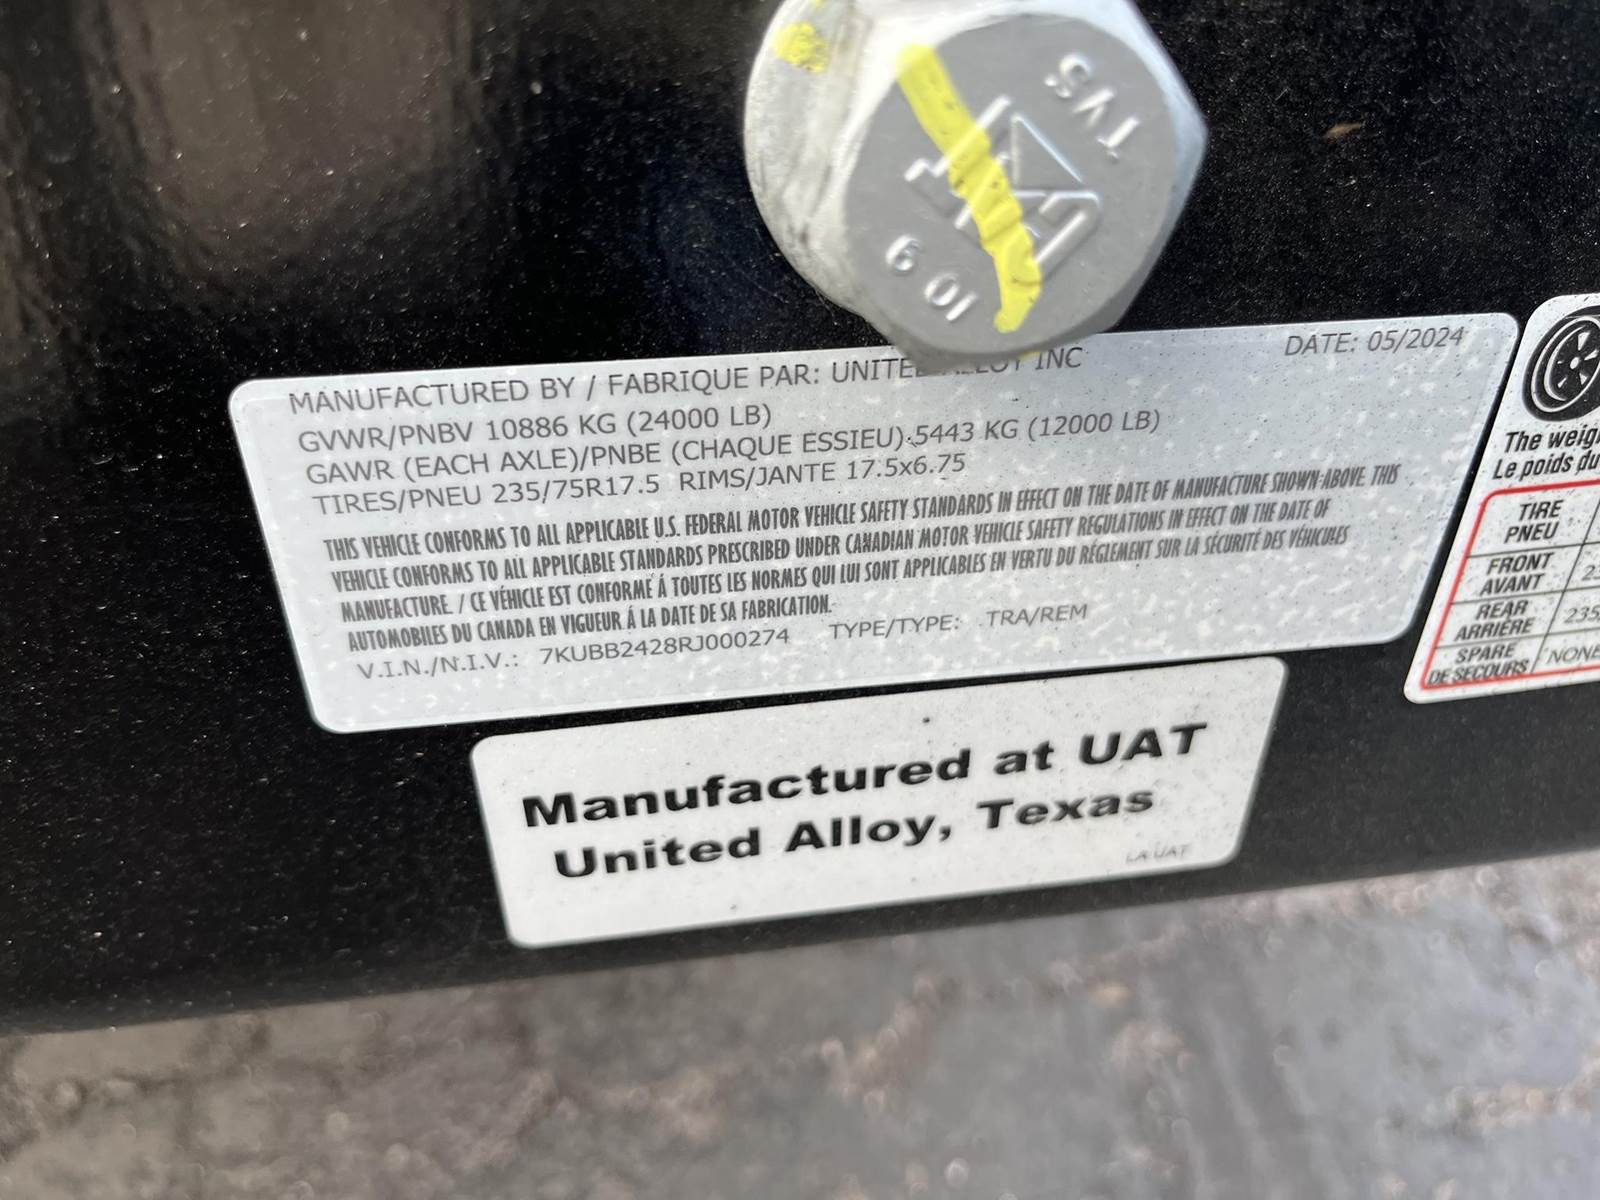 TVS
10 9
MANUFACTURED BY / FABRIQUE PAR: UNITED ALLOY INC
DATE: 05/2024
GVWR/PNBV 10886 KG (24000 LB)
GAWR (EACH AXLE)/PNBE (CHAQUE ESSIEU) 5443 KG (12000 LB)
TIRES/PNEU 235/75R17.5 RIMS/JANTE 17.5x6.75
THIS VEHICLE CONFORMS TO ALL APPLICABLE U.S. FEDERAL MOTOR VEHICLE SAFETY STANDARDS IN EFFECT ON THE DATE OF MANUFACTURE SHOWN ABOVE. THIS
VEHICLE CONFORMS TO ALL APPLICABLE STANDARDS PRESCRIBED UNDER CANADIAN MOTOR VEHICLE SAFETY REGULATIONS IN EFFECT ON THE DATE OF
MANUFACTURE. / CE VÉHICLE EST CONFORME Á TOUTES LES NORMES QUI LUI SONT APPLICABLES EN VERTU DU RÉGLEMENT SUR LA SÉCURITÉ DES VÉHICULES
AUTOMOBILES DU CANADA EN VIGUEUR Á LA DATE DE SA FABRICATION.
V.I.N./N.I.V.: 7KUBB2428RJ000274 TYPE/TYPE: TRA/REM
Manufactured at UAT
United Alloy, Texas
LA UAT
The weig
Le poids du
TIRE
PNEU
FRONT
AVANT
REAR
ARRIÈRE 235
SPARE
DE SECOURS NONE